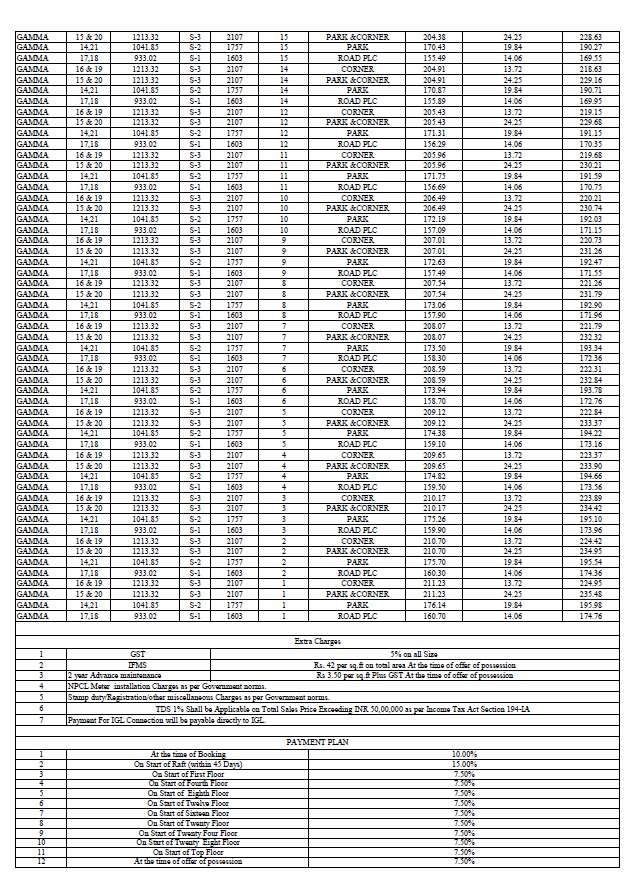 GAMMA 15 & 20 1213.32 S-3 2107 15 PARK &CORNER 204.38 24.25 228.63
GAMMA 14,21 1041.85 S-2 1757 15 PARK 170.43 19.84 190.27
GAMMA 17,18 933.02 S-1 1603 15 ROAD PLC 155.49 14.06 169.55
GAMMA 16 & 19 1213.32 S-3 2107 14 CORNER 204.91 13.72 218.63
GAMMA 15 & 20 1213.32 S-3 2107 14 PARK &CORNER 204.91 24.25 229.16
GAMMA 14,21 1041.85 S-2 1757 14 PARK 170.87 19.84 190.71
GAMMA 17,18 933.02 S-1 1603 14 ROAD PLC 155.89 14.06 169.95
GAMMA 16 & 19 1213.32 S-3 2107 12 CORNER 205.43 13.72 219.15
GAMMA 15 & 20 1213.32 S-3 2107 12 PARK &CORNER 205.43 24.25 229.68
GAMMA 14,21 1041.85 S-2 1757 12 PARK 171.31 19.84 191.15
GAMMA 17,18 933.02 S-1 1603 12 ROAD PLC 156.29 14.06 170.35
GAMMA 16 & 19 1213.32 S-3 2107 11 CORNER 205.96 13.72 219.68
GAMMA 15 & 20 1213.32 S-3 2107 11 PARK &CORNER 205.96 24.25 230.21
GAMMA 14,21 1041.85 S-2 1757 11 PARK 171.75 19.84 191.59
GAMMA 17,18 933.02 S-1 1603 11 ROAD PLC 156.69 14.06 170.75
GAMMA 16 & 19 1213.32 S-3 2107 10 CORNER 206.49 13.72 220.21
GAMMA 15 & 20 1213.32 S-3 2107 10 PARK &CORNER 206.49 24.25 230.74
GAMMA 14,21 1041.85 S-2 1757 10 PARK 172.19 19.84 192.03
GAMMA 17,18 933.02 S-1 1603 10 ROAD PLC 157.09 14.06 171.15
GAMMA 16 & 19 1213.32 S-3 2107 9 CORNER 207.01 13.72 220.73
GAMMA 15 & 20 1213.32 S-3 2107 9 PARK &CORNER 207.01 24.25 231.26
GAMMA 14,21 1041.85 S-2 1757 9 PARK 172.63 19.84 192.47
GAMMA 17,18 933.02 S-1 1603 9 ROAD PLC 157.49 14.06 171.55
GAMMA 16 & 19 1213.32 S-3 2107 8 CORNER 207.54 13.72 221.26
GAMMA 15 & 20 1213.32 S-3 2107 8 PARK &CORNER 207.54 24.25 231.79
GAMMA 14,21 1041.85 S-2 1757 8 PARK 173.06 19.84 192.90
GAMMA 17,18 933.02 S-1 1603 8 ROAD PLC 157.90 14.06 171.96
GAMMA 16 & 19 1213.32 S-3 2107 7 CORNER 208.07 13.72 221.79
GAMMA 15 & 20 1213.32 S-3 2107 7 PARK &CORNER 208.07 24.25 232.32
GAMMA 14,21 1041.85 S-2 1757 7 PARK 173.50 19.84 193.34
GAMMA 17,18 933.02 S-1 1603 7 ROAD PLC 158.30 14.06 172.36
GAMMA 16 & 19 1213.32 S-3 2107 6 CORNER 208.59 13.72 222.31
GAMMA 15 & 20 1213.32 S-3 2107 6 PARK &CORNER 208.59 24.25 232.84
GAMMA 14,21 1041.85 S-2 1757 6 PARK 173.94 19.84 193.78
GAMMA 17,18 933.02 S-1 1603 6 ROAD PLC 158.70 14.06 172.76
GAMMA 16 & 19 1213.32 S-3 2107 5 CORNER 209.12 13.72 222.84
GAMMA 15 & 20 1213.32 S-3 2107 5 PARK &CORNER 209.12 24.25 233.37
GAMMA 14,21 1041.85 S-2 1757 5 PARK 174.38 19.84 194.22
GAMMA 17,18 933.02 S-1 1603 5 ROAD PLC 159.10 14.06 173.16
GAMMA 16 & 19 1213.32 S-3 2107 4 CORNER 209.65 13.72 223.37
GAMMA 15 & 20 1213.32 S-3 2107 4 PARK &CORNER 209.65 24.25 233.90
GAMMA 14,21 1041.85 S-2 1757 4 PARK 174.82 19.84 194.66
GAMMA 17,18 933.02 S-1 1603 4 ROAD PLC 159.50 14.06 173.56
GAMMA 16 & 19 1213.32 S-3 2107 3 CORNER 210.17 13.72 223.89
GAMMA 15 & 20 1213.32 S-3 2107 3 PARK &CORNER 210.17 24.25 234.42
GAMMA 14,21 1041.85 S-2 1757 3 PARK 175.26 19.84 195.10
GAMMA 17,18 933.02 S-1 1603 3 ROAD PLC 159.90 14.06 173.96
GAMMA 16 & 19 1213.32 S-3 2107 2 CORNER 210.70 13.72 224.42
GAMMA 15 & 20 1213.32 S-3 2107 2 PARK &CORNER 210.70 24.25 234.95
GAMMA 14,21 1041.85 S-2 1757 2 PARK 175.70 19.84 195.54
GAMMA 17,18 933.02 S-1 1603 2 ROAD PLC 160.30 14.06 174.36
GAMMA 16 & 19 1213.32 S-3 2107 1 CORNER 211.23 13.72 224.95
GAMMA 15 & 20 1213.32 S-3 2107 1 PARK &CORNER 211.23 24.25 235.48
GAMMA 14,21 1041.85 S-2 1757 1 PARK 176.14 19.84 195.98
GAMMA 17,18 933.02 S-1 1603 1 ROAD PLC 160.70 14.06 174.76
Extra Charges
1 GST 5% on all Size
2 IFMS Rs. 42 per sq.ft on total area At the time of offer of possession
3 2 year Advance maintenance Rs 3.50 per sq.ft Plus GST At the time of offer of possession
4 NPCL Meter installation Charges as per Government norms.
5 Stamp duty/Registration/other miscellaneous Charges as per Government norms.
6 TDS 1% Shall be Applicable on Total Sales Price Exceeding INR 50,00,000 as per Income Tax Act Section 194-IA
7 Payment For IGL Connection will be payable directly to IGL.
PAYMENT PLAN
1 At the time of Booking 10.00%
2 On Start of Raft (within 45 Days) 15.00%
3 On Start of First Floor 7.50%
4 On Start of Fourth Floor 7.50%
5 On Start of Eighth Floor 7.50%
6 On Start of Twelve Floor 7.50%
7 On Start of Sixteen Floor 7.50%
8 On Start of Twenty Floor 7.50%
9 On Start of Twenty Four Floor 7.50%
10 On Start of Twenty Eight Floor 7.50%
11 On Start of Top Floor 7.50%
12 At the time of offer of possession 7.50%